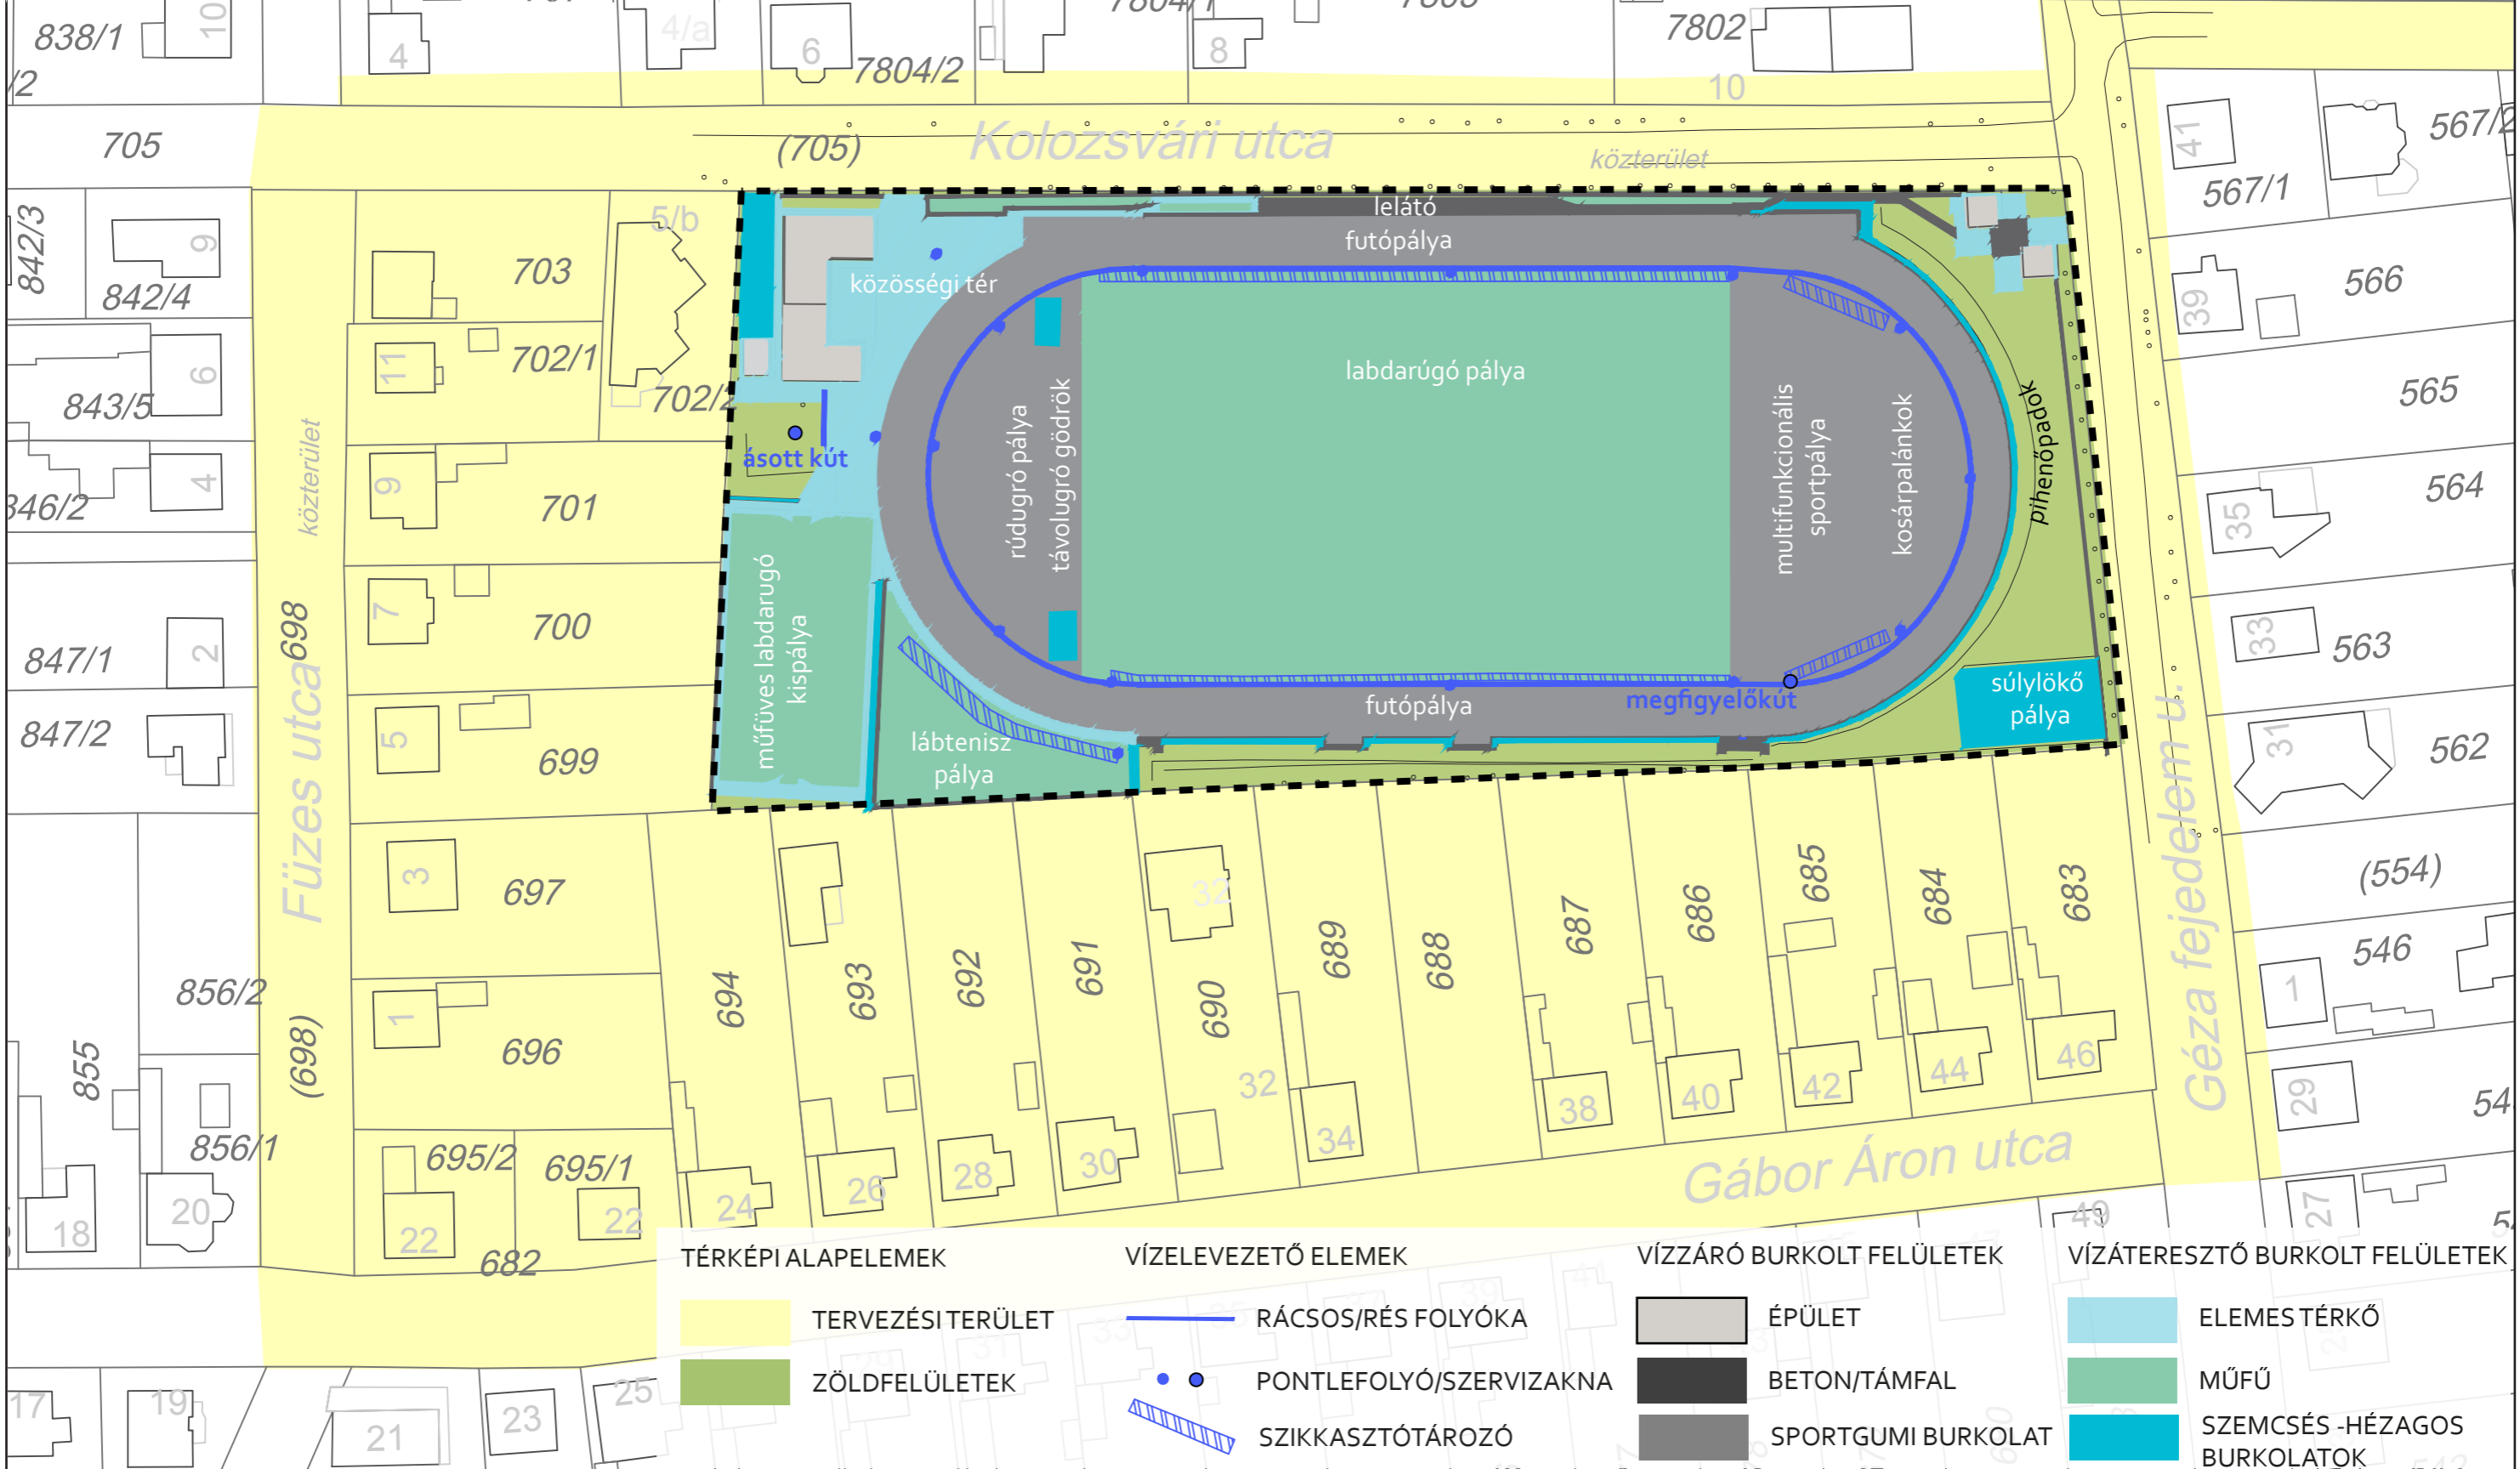 838/1
10
4
4/a
6
7804/2
8
7802
10
/2
705
(705)
Kolozsvári utca
közterület
41
567/2
567/1
842/3
9
842/4
703
5/b
lelátó
futópálya
közösségi tér
39
566
6
843/5
11
702/1
702/2
labdarúgó pálya
565
846/2
4
közterület
9
701
ásott kút
rúdugró pálya
távolugró gödrök
multifunkcionális
sportpálya
kosárpalánkok
pihenőpadok
35
564
847/1
2
698
7
700
műfüves labdarugó
kispálya
33
563
847/2
Füzes utca
5
699
lábtenisz
pálya
futópálya
megfigyelőkút
súlylökő
pálya
Géza fejedelem u.
31
562
3
697
32
685
684
683
(554)
694
693
692
691
690
689
688
687
686
546
1
856/2
855
(698)
1
696
856/1
695/2
695/1
32
34
38
40
42
44
46
29
54
18
20
22
22
24
26
28
30
Gábor Áron utca
49
27
682
TÉRKÉPI ALAPELEMEK
TERVEZÉSI TERÜLET
ZÖLDFELÜLETEK
VÍZELEVEZETŐ ELEMEK
RÁCSOS/RÉS FOLYÓKA
PONTLEFOLYÓ/SZERVIZAKNA
SZIKKASZTÓTÁROZÓ
VÍZZÁRÓ BURKOLT FELÜLETEK
ÉPÜLET
BETON/TÁMFAL
SPORTGUMI BURKOLAT
VÍZÁTERESZTŐ BURKOLT FELÜLETEK
ELEMES TÉRKŐ
MŰFŰ
SZEMCSÉS -HÉZAGOS
BURKOLATOK
17
19
21
23
25